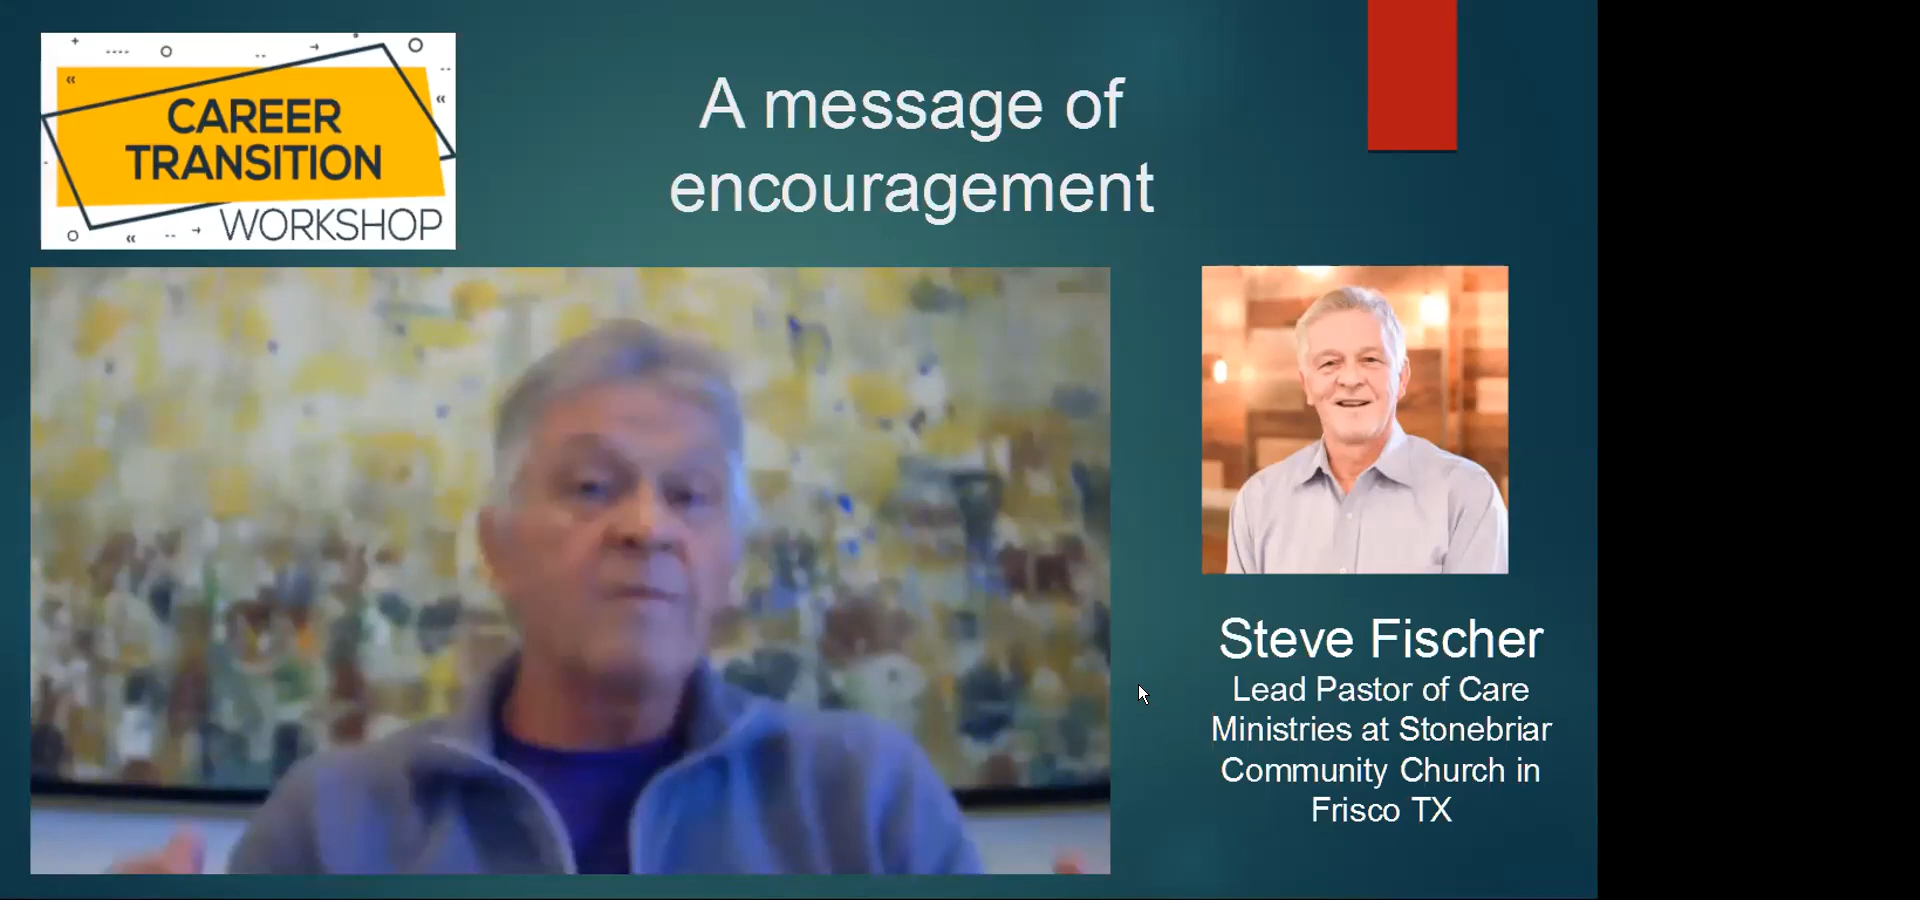 CAREER
TRANSITION
WORKSHOP
A message of
encouragement
Steve Fischer
Lead Pastor of Care
Ministries at Stonebriar
Community Church in
Frisco TX